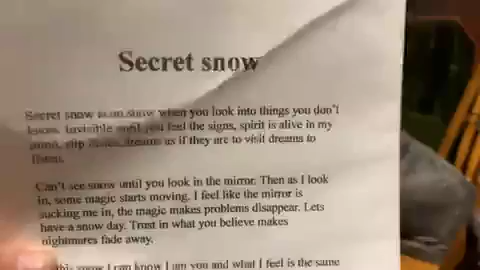 Secret snow
Secret snow is on snow when you look into things you don't
know. Invisible until you feel the signs, spirit is alive in my
slip dreams as if they are to visit dreams to
listen.
Can't see snow until you look in the mirror. Then as I look
in, some magic starts moving. I feel like the mirror is
sucking me in, the magic makes problems disappear. Lets
have a snow day. Trust in what you believe makes
nightmares fade away.
this snow I can know I am you and what I feel is the same